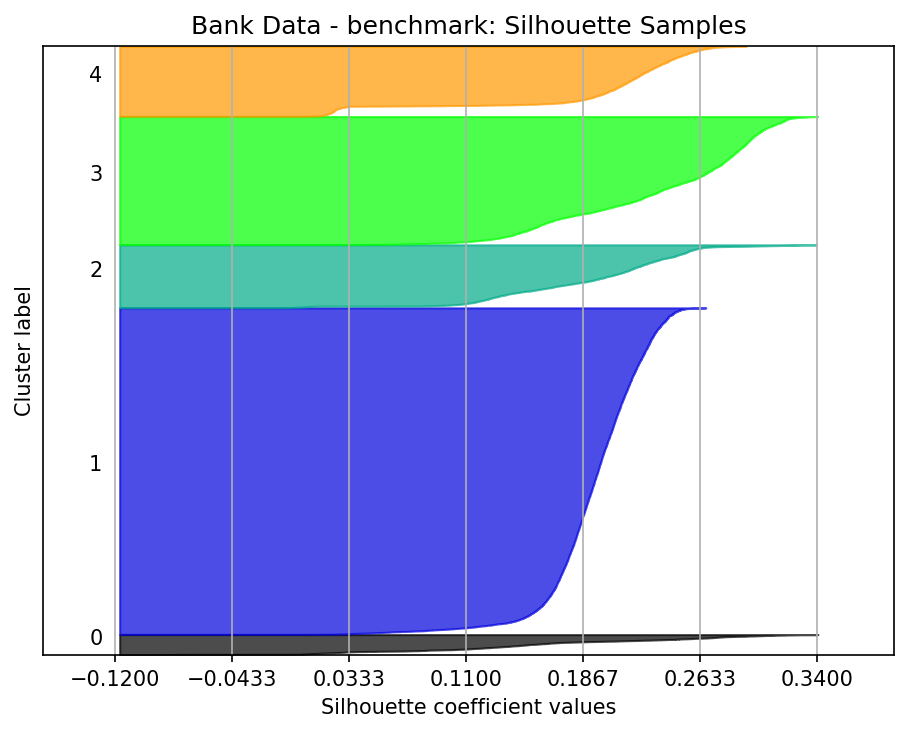 Bank Data - benchmark: Silhouette Samples
4
3
2
1
0
Cluster label
−0.1200 −0.0433 0.0333 0.1100 0.1867 0.2633 0.3400
Silhouette coefficient values